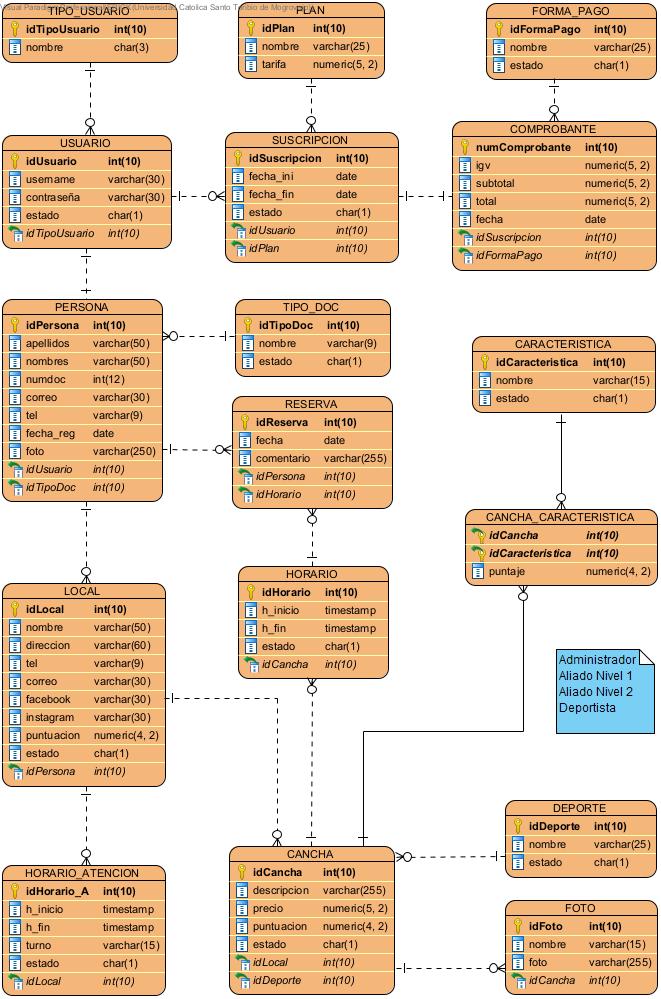 TIPO_USUARIO
idTipoUsuario int(10)
nombre char(3)
PLAN
idPlan int(10)
nombre varchar(25)
tarifa numeric(5, 2)
FORMA_PAGO
idFormaPago int(10)
nombre varchar(25)
estado char(1)
USUARIO
idUsuario int(10)
username varchar(30)
contraseña varchar(30)
estado char(1)
idTipoUsuario int(10)
SUSCRIPCION
idSuscripcion int(10)
fecha_ini date
fecha_fin date
estado char(1)
idUsuario int(10)
idPlan int(10)
COMPROBANTE
numComprobante int(10)
igv numeric(5, 2)
subtotal numeric(5, 2)
total numeric(5, 2)
fecha date
idSuscripcion int(10)
idFormaPago int(10)
PERSONA
idPersona int(10)
apellidos varchar(50)
nombres varchar(50)
numdoc int(12)
correo varchar(30)
tel varchar(9)
fecha_reg date
foto varchar(250)
idUsuario int(10)
idTipoDoc int(10)
TIPO_DOC
idTipoDoc int(10)
nombre varchar(9)
estado char(1)
CARACTERISTICA
idCaracteristica int(10)
nombre varchar(15)
estado char(1)
RESERVA
idReserva int(10)
fecha date
comentario varchar(255)
idPersona int(10)
idHorario int(10)
CANCHA_CARACTERISTICA
idCancha int(10)
idCaracteristica int(10)
puntaje numeric(4, 2)
LOCAL
idLocal int(10)
nombre varchar(50)
direccion varchar(60)
tel varchar(9)
correo varchar(30)
facebook varchar(30)
instagram varchar(30)
puntuacion numeric(4, 2)
estado char(1)
idPersona int(10)
HORARIO
idHorario int(10)
h_inicio timestamp
h_fin timestamp
estado char(1)
idCancha int(10)
Administrador
Aliado Nivel 1
Aliado Nivel 2
Deportista
HORARIO_ATENCION
idHorario_A int(10)
h_inicio timestamp
h_fin timestamp
turno varchar(15)
estado char(1)
idLocal int(10)
CANCHA
idCancha int(10)
descripcion varchar(255)
precio numeric(5, 2)
puntuacion numeric(4, 2)
estado char(1)
idLocal int(10)
idDeporte int(10)
DEPORTE
idDeporte int(10)
nombre varchar(25)
estado char(1)
FOTO
idFoto int(10)
nombre varchar(15)
foto varchar(255)
idCancha int(10)